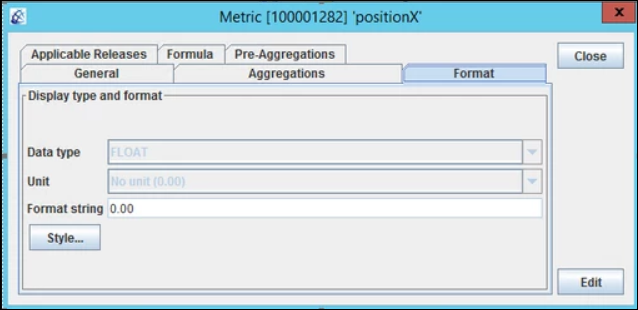 Metric [100001282] 'positionX'
x
Applicable Releases Formula Pre-Aggregations
Close
General Aggregations Format
Display type and format
Data type FLOAT
Unit No unit (0.00)
Format string 0.00
Style...
Edit